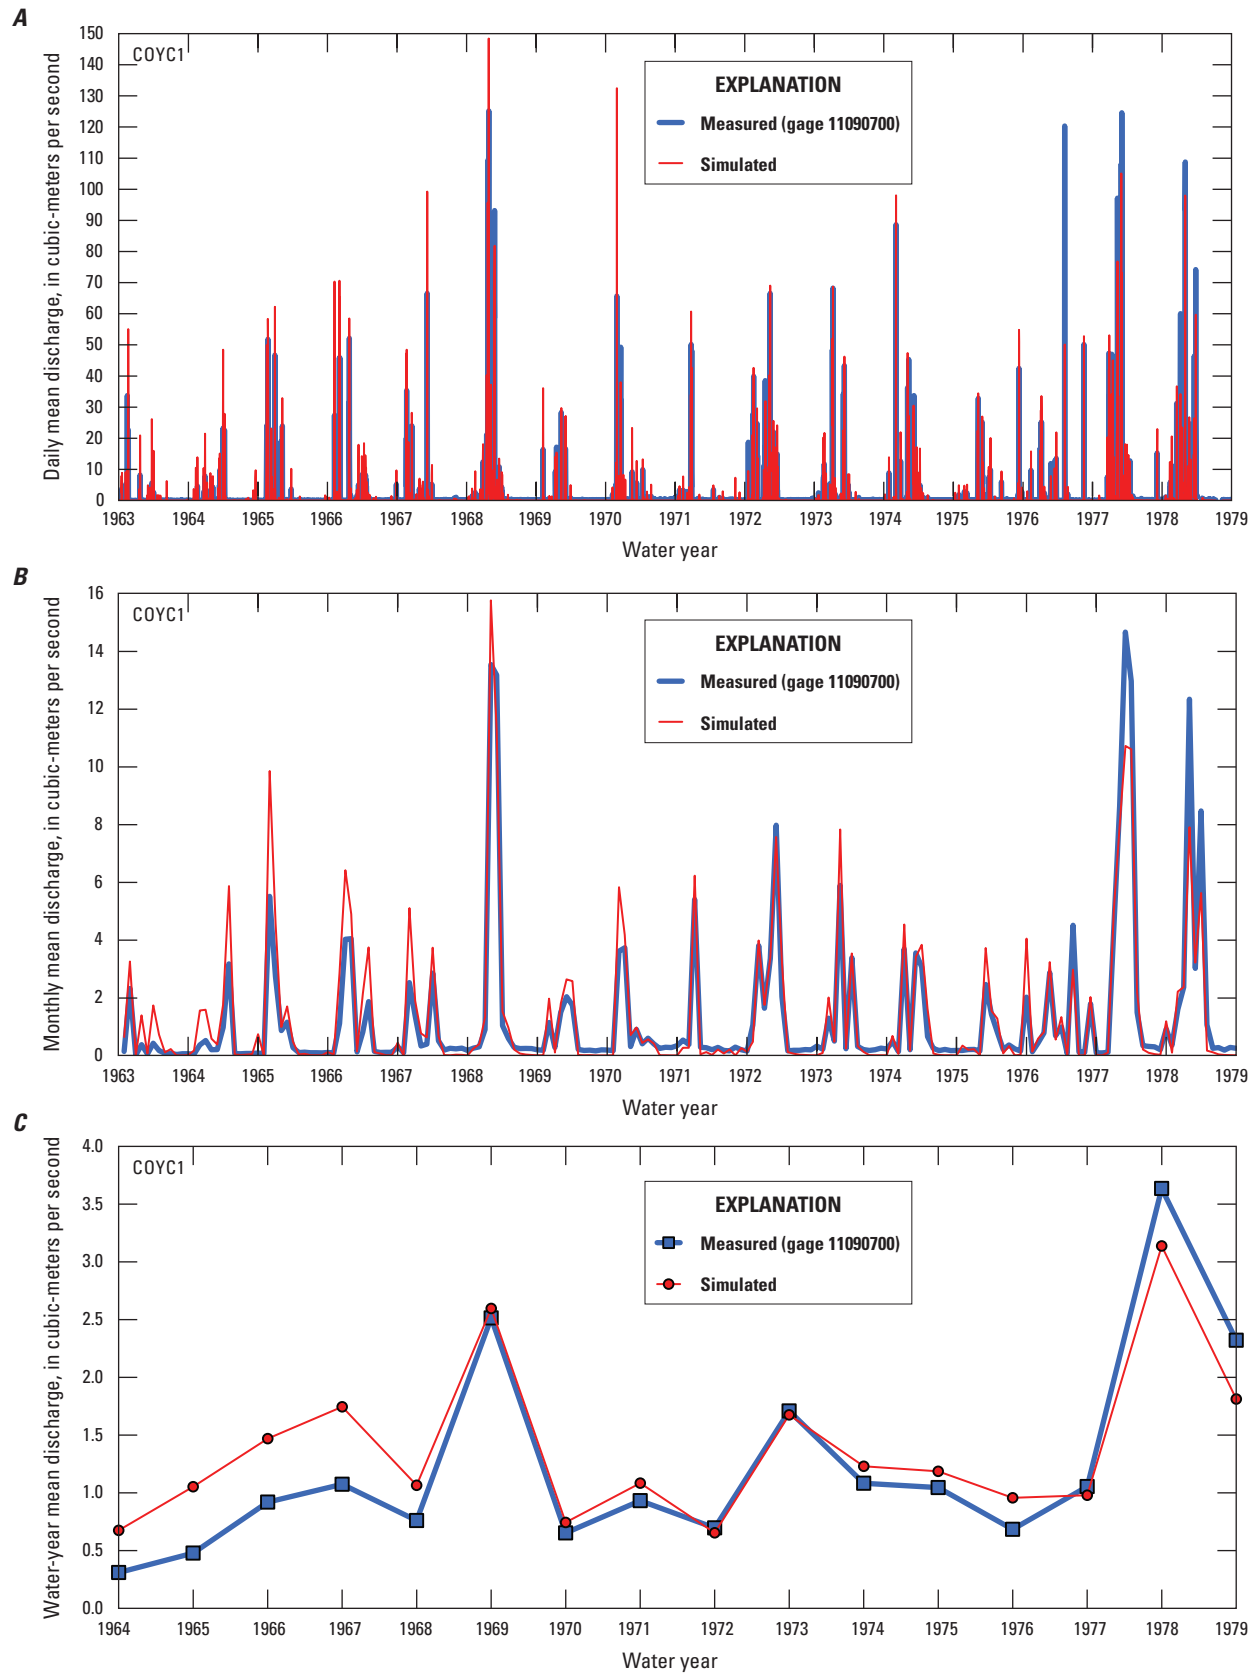 A
COYC1
EXPLANATION
Measured (gage 11090700)
Simulated
Daily mean discharge, in cubic-meters per second
150
140
130
120
110
100
90
80
70
60
50
40
30
20
10
0
1963 1964 1965 1966 1967 1968 1969 1970 1971 1972 1973 1974 1975 1976 1977 1978 1979
Water year
B
COYC1
EXPLANATION
Measured (gage 11090700)
Simulated
Monthly mean discharge, in cubic-meters per second
16
14
12
10
8
6
4
2
0
1963 1964 1965 1966 1967 1968 1969 1970 1971 1972 1973 1974 1975 1976 1977 1978 1979
Water year
C
COYC1
EXPLANATION
Measured (gage 11090700)
Simulated
Water-year mean discharge, in cubic-meters per second
4.0
3.5
3.0
2.5
2.0
1.5
1.0
0.5
0.0
1964 1965 1966 1967 1968 1969 1970 1971 1972 1973 1974 1975 1976 1977 1978 1979
Water year